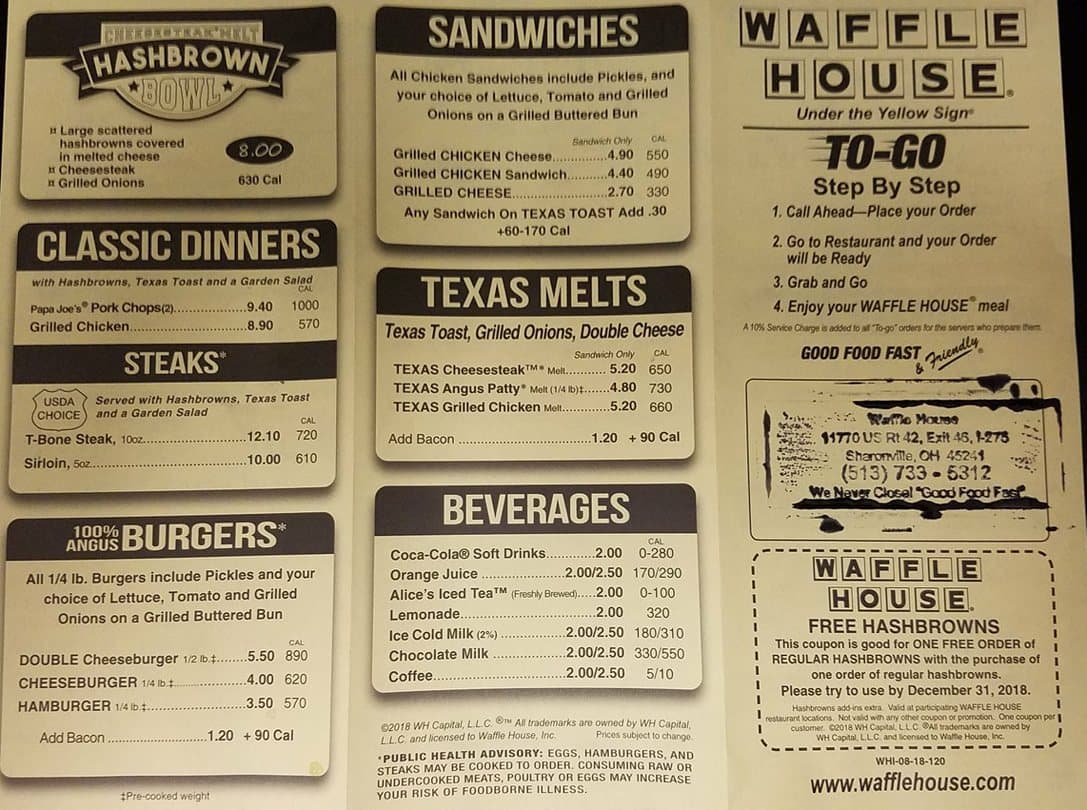 CHEESESTEAK MELT
HASHBROWN
BOWL
¤ Large scattered
hashbrowns covered
in melted cheese
¤ Cheesesteak
¤ Grilled Onions
8.00
630 Cal
CLASSIC DINNERS
with Hashbrowns, Texas Toast and a Garden Salad
CAL
Papa Joe's® Pork Chops(2)..................9.40 1000
Grilled Chicken..............................8.90 570
STEAKS*
USDA
CHOICE
Served with Hashbrowns, Texas Toast
and a Garden Salad
CAL
T-Bone Steak, 10oz..........................12.10 720
Sirloin, 5oz.......................................10.00 610
100%
ANGUS BURGERS*
All 1/4 lb. Burgers include Pickles and your
choice of Lettuce, Tomato and Grilled
Onions on a Grilled Buttered Bun
CAL
DOUBLE Cheeseburger 1/2 lb.‡.......5.50 890
CHEESEBURGER 1/4 lb.‡.....................4.00 620
HAMBURGER 1/4 lb.‡..........................3.50 570
Add Bacon .........................1.20 + 90 Cal
‡Pre-cooked weight
SANDWICHES
All Chicken Sandwiches include Pickles, and
your choice of Lettuce, Tomato and Grilled
Onions on a Grilled Buttered Bun
Sandwich Only CAL
Grilled CHICKEN Cheese.............4.90 550
Grilled CHICKEN Sandwich.........4.40 490
GRILLED CHEESE.......................2.70 330
Any Sandwich On TEXAS TOAST Add .30
+60-170 Cal
TEXAS MELTS
Texas Toast, Grilled Onions, Double Cheese
Sandwich Only CAL
TEXAS Cheesesteak™* Melt........... 5.20 650
TEXAS Angus Patty* Melt (1/4 lb)‡.......4.80 730
TEXAS Grilled Chicken Melt............5.20 660
Add Bacon ...............................1.20 + 90 Cal
BEVERAGES
CAL
Coca-Cola® Soft Drinks............2.00 0-280
Orange Juice ....................2.00/2.50 170/290
Alice's Iced Tea™ (Freshly Brewed).....2.00 0-100
Lemonade.................................2.00 320
Ice Cold Milk (2%) ................2.00/2.50 180/310
Chocolate Milk ...................2.00/2.50 330/550
Coffee.................................2.00/2.50 5/10
©2018 WH Capital, L.L.C. ®™ All trademarks are owned by WH Capital,
L.L.C. and licensed to Waffle House, Inc. Prices subject to change.
*PUBLIC HEALTH ADVISORY: EGGS, HAMBURGERS, AND
STEAKS MAY BE COOKED TO ORDER. CONSUMING RAW OR
UNDERCOOKED MEATS, POULTRY OR EGGS MAY INCREASE
YOUR RISK OF FOODBORNE ILLNESS.
WAFFLE
HOUSE®
Under the Yellow Sign®
TO-GO
Step By Step
1. Call Ahead—Place your Order
2. Go to Restaurant and your Order
will be Ready
3. Grab and Go
4. Enjoy your WAFFLE HOUSE® meal
A 10% Service Charge is added to all "To-go" orders for the servers who prepare them.
GOOD FOOD FAST & Friendly®
Waffle House
11770 US Rt 42, Exit 46, I-275
Sharonville, OH 45241
(513) 733 - 5312
We Never Close! "Good Food Fast"
WAFFLE
HOUSE®
FREE HASHBROWNS
This coupon is good for ONE FREE ORDER of
REGULAR HASHBROWNS with the purchase of
one order of regular hashbrowns.
Please try to use by December 31, 2018.
Hashbrowns add-ins extra. Valid at participating WAFFLE HOUSE
restaurant locations. Not valid with any other coupon or promotion. One coupon per
customer. ©2018 WH Capital, L.L.C. ®All trademarks are owned by
WH Capital, L.L.C. and licensed to Waffle House, Inc.
WHI-08-18-120
www.wafflehouse.com